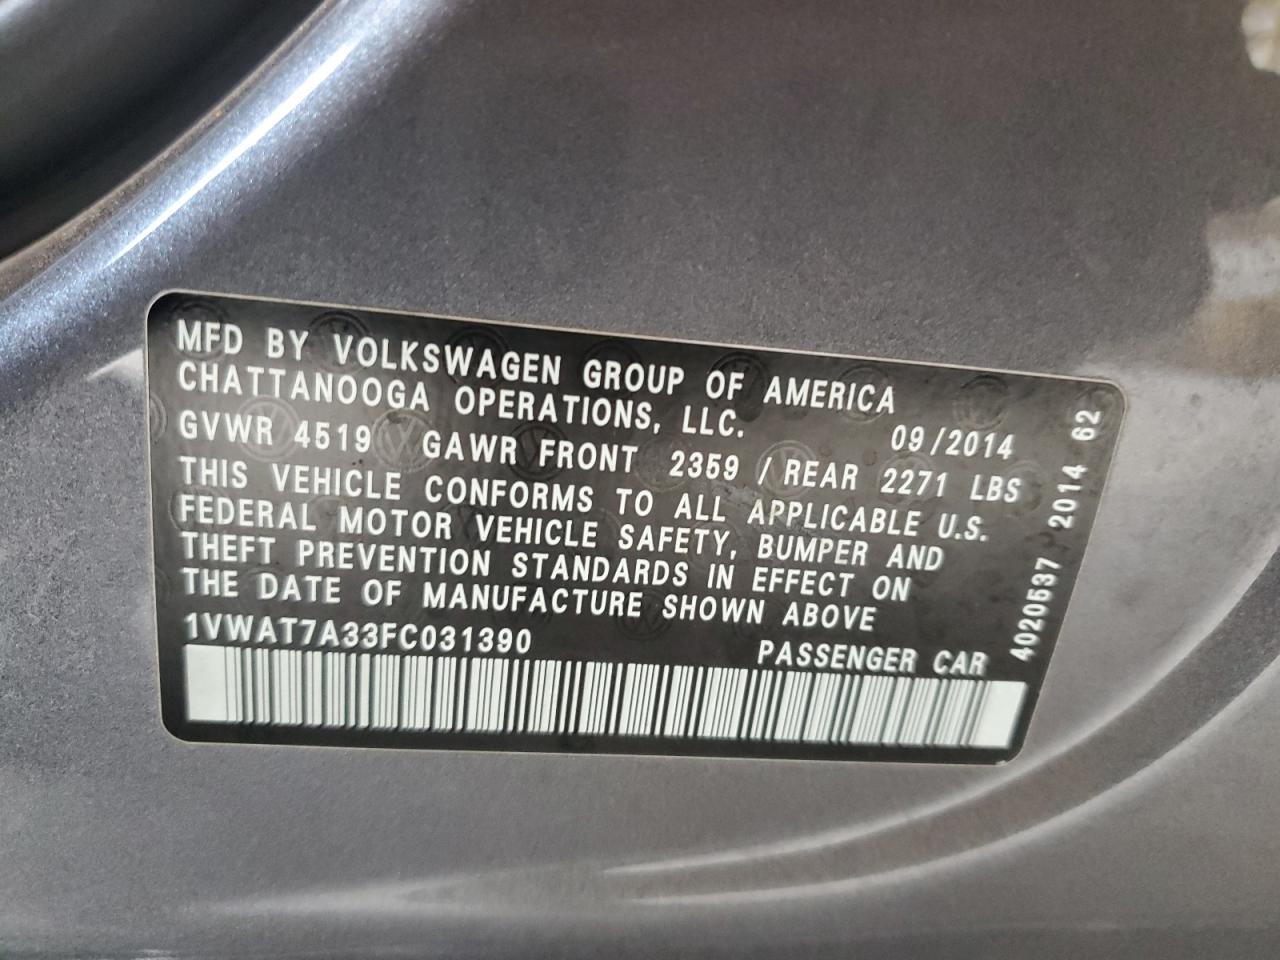 MFD BY VOLKSWAGEN GROUP OF AMERICA
CHATTANOOGA OPERATIONS, LLC. 09/2014
GVWR 4519 GAWR FRONT 2359 / REAR 2271 LBS
THIS VEHICLE CONFORMS TO ALL APPLICABLE U.S.
FEDERAL MOTOR VEHICLE SAFETY, BUMPER AND
THEFT PREVENTION STANDARDS IN EFFECT ON
THE DATE OF MANUFACTURE SHOWN ABOVE
1VWAT7A33FC031390 PASSENGER CAR
4020537 2014 62